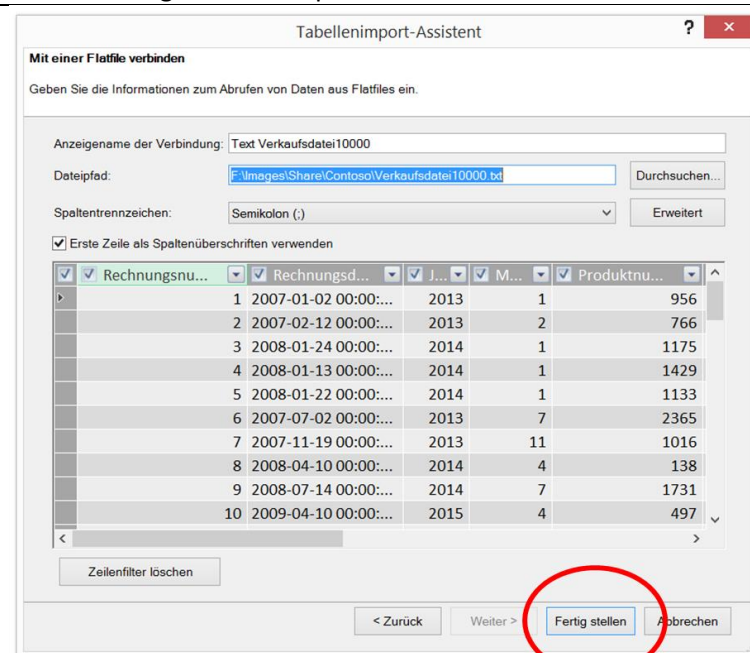 Tabellenimport-Assistent ? ×
Mit einer Flatfile verbinden
Geben Sie die Informationen zum Abrufen von Daten aus Flatfiles ein.
Anzeigename der Verbindung: Text Verkaufsdatei10000
Dateipfad: F:\Images\Share\Contoso\Verkaufsdatei10000.txt Durchsuchen...
Spaltentrennzeichen: Semikolon (;) Erweitert
Erste Zeile als Spaltenüberschriften verwenden
Rechnungsnu... Rechnungsd... J... M... Produktnu...
1 2007-01-02 00:00:... 2013 1 956
2 2007-02-12 00:00:... 2013 2 766
3 2008-01-24 00:00:... 2014 1 1175
4 2008-01-13 00:00:... 2014 1 1429
5 2008-01-22 00:00:... 2014 1 1133
6 2007-07-02 00:00:... 2013 7 2365
7 2007-11-19 00:00:... 2013 11 1016
8 2008-04-10 00:00:... 2014 4 138
9 2008-07-14 00:00:... 2014 7 1731
10 2009-04-10 00:00:... 2015 4 497
Zeilenfilter löschen
< Zurück Weiter > Fertig stellen Abbrechen